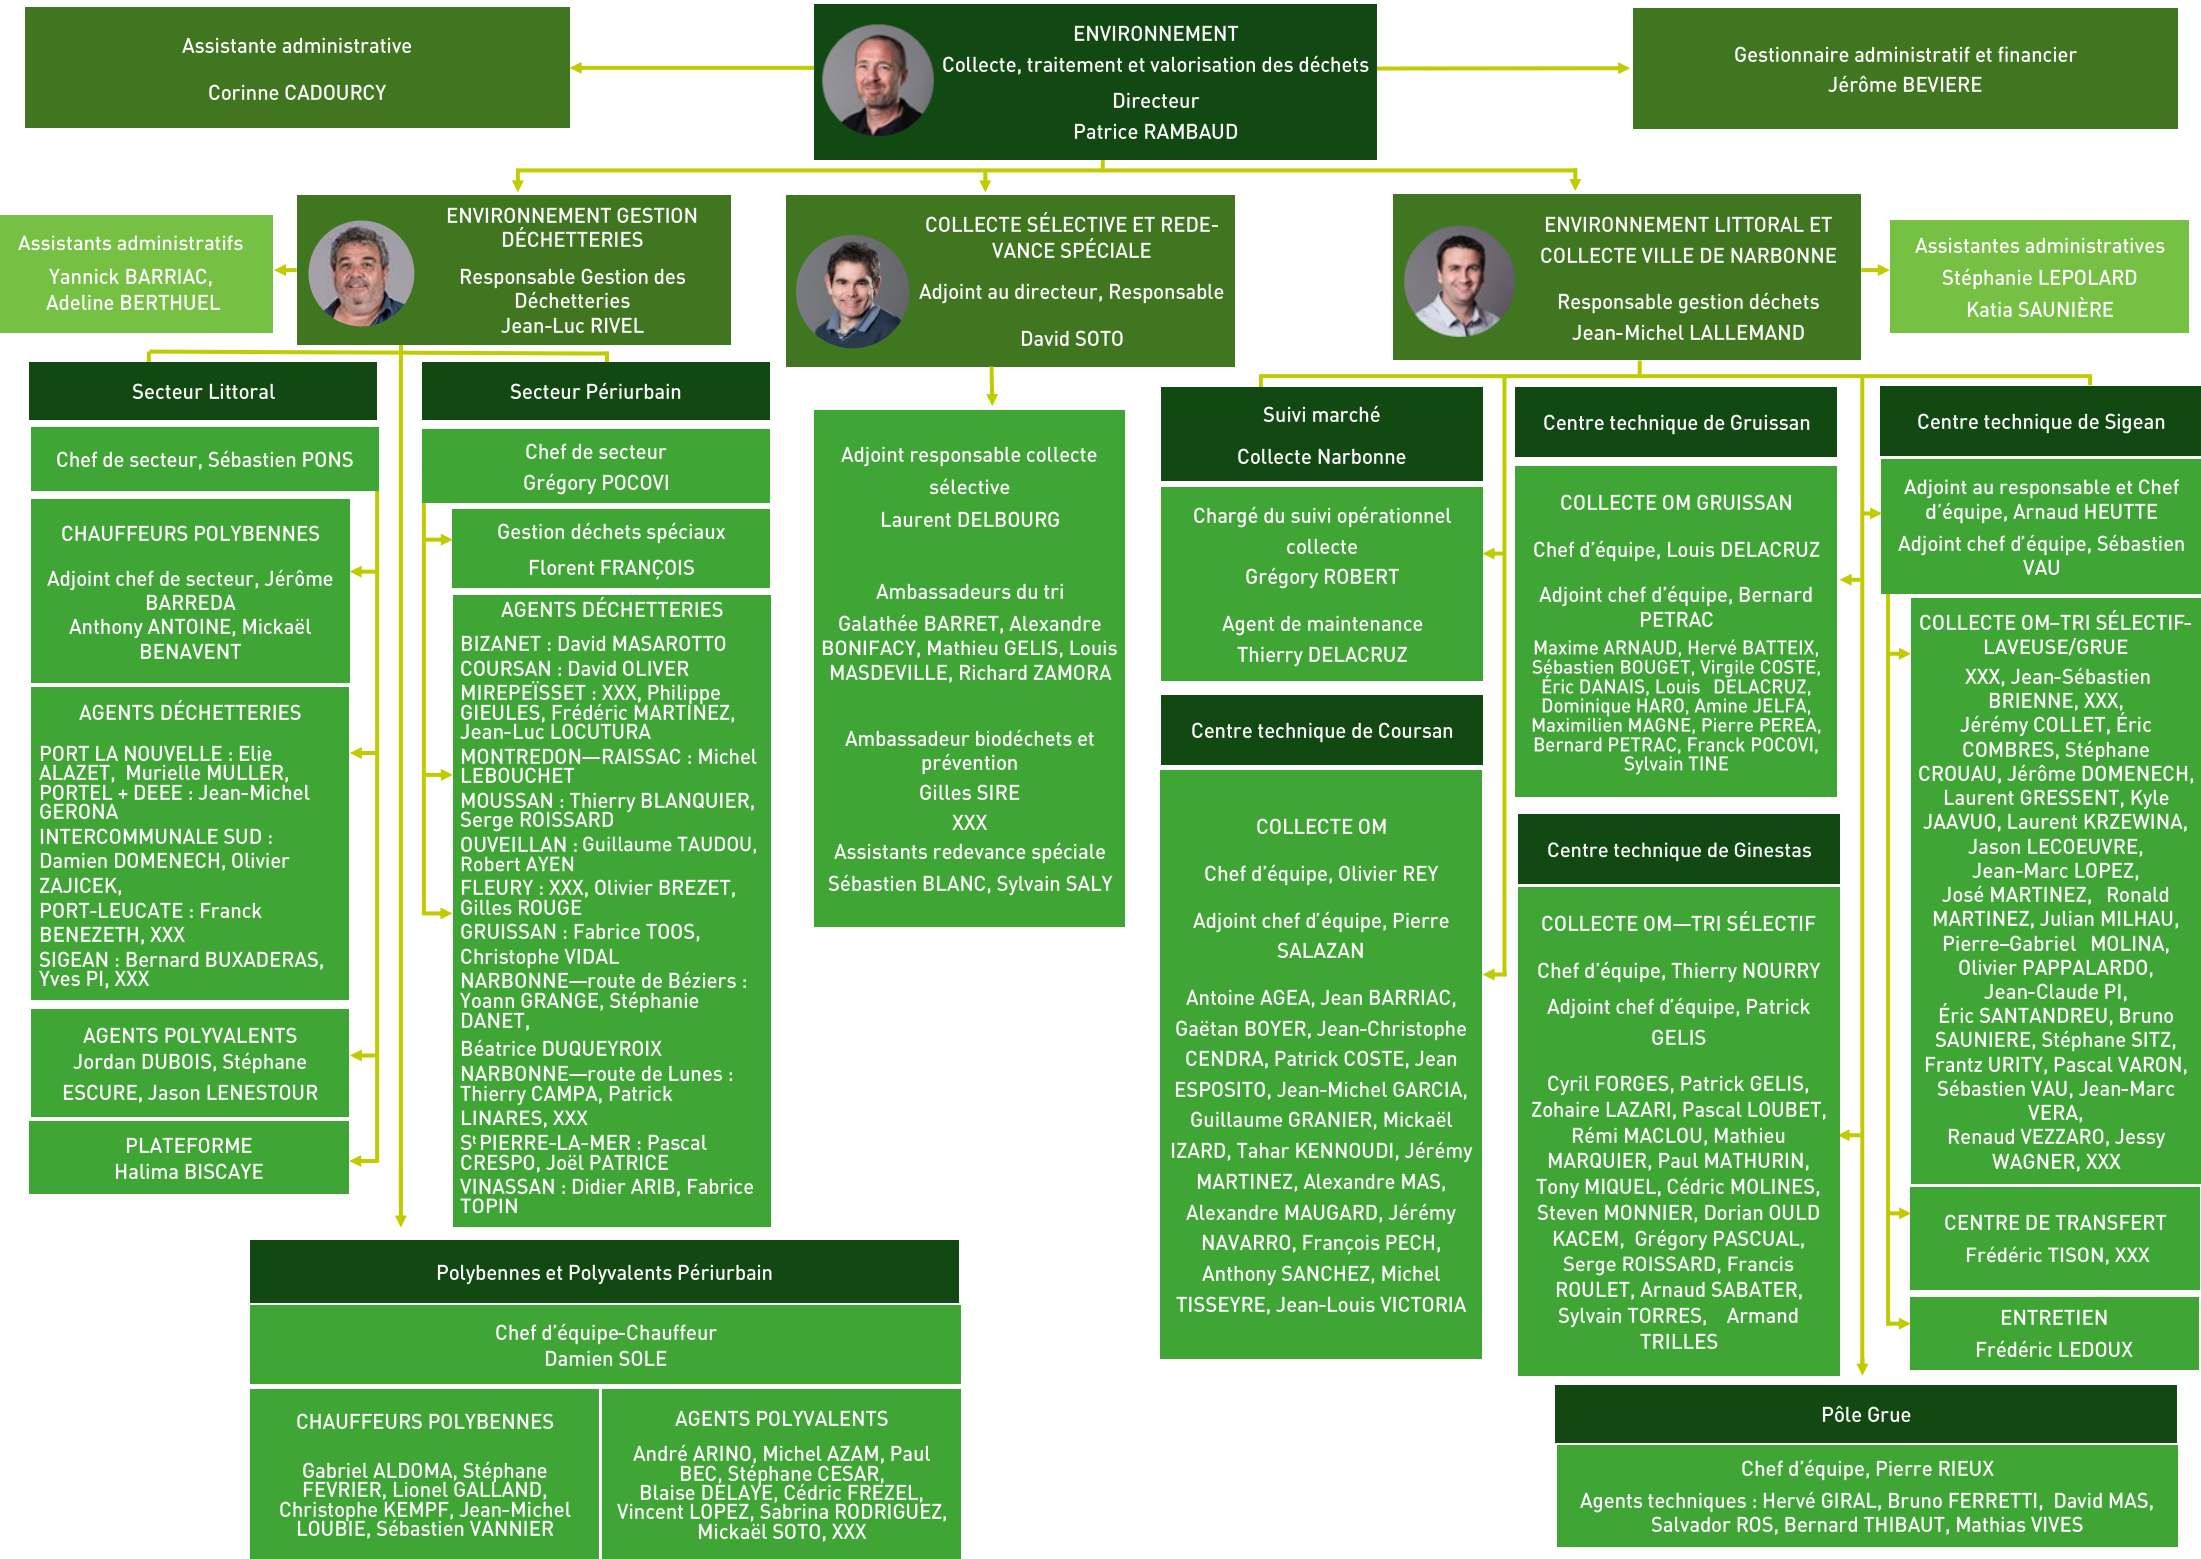 Assistante administrative
Corinne CADOURCY
ENVIRONNEMENT
Collecte, traitement et valorisation des déchets
Directeur
Patrice RAMBAUD
Gestionnaire administratif et financier
Jérôme BEVIERE
Assistants administratifs
Yannick BARRIAC,
Adeline BERTHUEL
ENVIRONNEMENT GESTION
DÉCHETTERIES
Responsable Gestion des
Déchetteries
Jean-Luc RIVEL
COLLECTE SÉLECTIVE ET REDE-
VANCE SPÉCIALE
Adjoint au directeur, Responsable
David SOTO
ENVIRONNEMENT LITTORAL ET
COLLECTE VILLE DE NARBONNE
Responsable gestion déchets
Jean-Michel LALLEMAND
Assistantes administratives
Stéphanie LEPOLARD
Katia SAUNIÈRE
Secteur Littoral
Chef de secteur, Sébastien PONS
CHAUFFEURS POLYBENNES
Adjoint chef de secteur, Jérôme
BARREDA
Anthony ANTOINE, Mickaël
BENAVENT
AGENTS DÉCHETTERIES
PORT LA NOUVELLE : Elie
ALAZET,  Murielle MULLER,
PORTEL + DEEE : Jean-Michel
GERONA
INTERCOMMUNALE SUD :
Damien DOMENECH, Olivier
ZAJICEK,
PORT-LEUCATE : Franck
BENEZETH, XXX
SIGEAN : Bernard BUXADERAS,
Yves PI, XXX
AGENTS POLYVALENTS
Jordan DUBOIS, Stéphane
ESCURE, Jason LENESTOUR
PLATEFORME
Halima BISCAYE
Secteur Périurbain
Chef de secteur
Grégory POCOVI
Gestion déchets spéciaux
Florent FRANÇOIS
AGENTS DÉCHETTERIES
BIZANET : David MASAROTTO
COURSAN : David OLIVER
MIREPEÏSSET : XXX, Philippe
GIEULES, Frédéric MARTINEZ,
Jean-Luc LOCUTURA
MONTREDON—RAISSAC : Michel
LEBOUCHET
MOUSSAN : Thierry BLANQUIER,
Serge ROISSARD
OUVEILLAN : Guillaume TAUDOU,
Robert AYEN
FLEURY : XXX, Olivier BREZET,
Gilles ROUGE
GRUISSAN : Fabrice TOOS,
Christophe VIDAL
NARBONNE—route de Béziers :
Yoann GRANGE, Stéphanie
DANET,
Béatrice DUQUEYROIX
NARBONNE—route de Lunes :
Thierry CAMPA, Patrick
LINARES, XXX
St PIERRE-LA-MER : Pascal
CRESPO, Joël PATRICE
VINASSAN : Didier ARIB, Fabrice
TOPIN
Polybennes et Polyvalents Périurbain
Chef d’équipe-Chauffeur
Damien SOLE
CHAUFFEURS POLYBENNES
Gabriel ALDOMA, Stéphane
FEVRIER, Lionel GALLAND,
Christophe KEMPF, Jean-Michel
LOUBIE, Sébastien VANNIER
AGENTS POLYVALENTS
André ARINO, Michel AZAM, Paul
BEC, Stéphane CESAR,
Blaise DELAYE, Cédric FREZEL,
Vincent LOPEZ, Sabrina RODRIGUEZ,
Mickaël SOTO, XXX
Adjoint responsable collecte
sélective
Laurent DELBOURG
Ambassadeurs du tri
Galathée BARRET, Alexandre
BONIFACY, Mathieu GELIS, Louis
MASDEVILLE, Richard ZAMORA
Ambassadeur biodéchets et
prévention
Gilles SIRE
XXX
Assistants redevance spéciale
Sébastien BLANC, Sylvain SALY
Suivi marché
Collecte Narbonne
Chargé du suivi opérationnel
collecte
Grégory ROBERT
Agent de maintenance
Thierry DELACRUZ
Centre technique de Coursan
COLLECTE OM
Chef d’équipe, Olivier REY
Adjoint chef d’équipe, Pierre
SALAZAN
Antoine AGEA, Jean BARRIAC,
Gaëtan BOYER, Jean-Christophe
CENDRA, Patrick COSTE, Jean
ESPOSITO, Jean-Michel GARCIA,
Guillaume GRANIER, Mickaël
IZARD, Tahar KENNOUDI, Jérémy
MARTINEZ, Alexandre MAS,
Alexandre MAUGARD, Jérémy
NAVARRO, François PECH,
Anthony SANCHEZ, Michel
TISSEYRE, Jean-Louis VICTORIA
Centre technique de Gruissan
COLLECTE OM GRUISSAN
Chef d’équipe, Louis DELACRUZ
Adjoint chef d’équipe, Bernard
PETRAC
Maxime ARNAUD, Hervé BATTEIX,
Sébastien BOUGET, Virgile COSTE,
Éric DANAIS, Louis   DELACRUZ,
Dominique HARO, Amine JELFA,
Maximilien MAGNE, Pierre PEREA,
Bernard PETRAC, Franck POCOVI,
Sylvain TINE
Centre technique de Ginestas
COLLECTE OM—TRI SÉLECTIF
Chef d’équipe, Thierry NOURRY
Adjoint chef d’équipe, Patrick
GELIS
Cyril FORGES, Patrick GELIS,
Zohaire LAZARI, Pascal LOUBET,
Rémi MACLOU, Mathieu
MARQUIER, Paul MATHURIN,
Tony MIQUEL, Cédric MOLINES,
Steven MONNIER, Dorian OULD
KACEM,  Grégory PASCUAL,
Serge ROISSARD, Francis
ROULET, Arnaud SABATER,
Sylvain TORRES,   Armand
TRILLES
Centre technique de Sigean
Adjoint au responsable et Chef
d’équipe, Arnaud HEUTTE
Adjoint chef d’équipe, Sébastien
VAU
COLLECTE OM–TRI SÉLECTIF-
LAVEUSE/GRUE
XXX, Jean-Sébastien
BRIENNE, XXX,
Jérémy COLLET, Éric
COMBRES, Stéphane
CROUAU, Jérôme DOMENECH,
Laurent GRESSENT, Kyle
JAAVUO, Laurent KRZEWINA,
Jason LECOEUVRE,
Jean-Marc LOPEZ,
José MARTINEZ,   Ronald
MARTINEZ, Julian MILHAU,
Pierre–Gabriel   MOLINA,
Olivier PAPPALARDO,
Jean-Claude PI,
Éric SANTANDREU, Bruno
SAUNIERE, Stéphane SITZ,
Frantz URITY, Pascal VARON,
Sébastien VAU, Jean-Marc
VERA,
Renaud VEZZARO, Jessy
WAGNER, XXX
CENTRE DE TRANSFERT
Frédéric TISON, XXX
ENTRETIEN
Frédéric LEDOUX
Pôle Grue
Chef d’équipe, Pierre RIEUX
Agents techniques : Hervé GIRAL, Bruno FERRETTI,  David MAS,
Salvador ROS, Bernard THIBAUT, Mathias VIVES